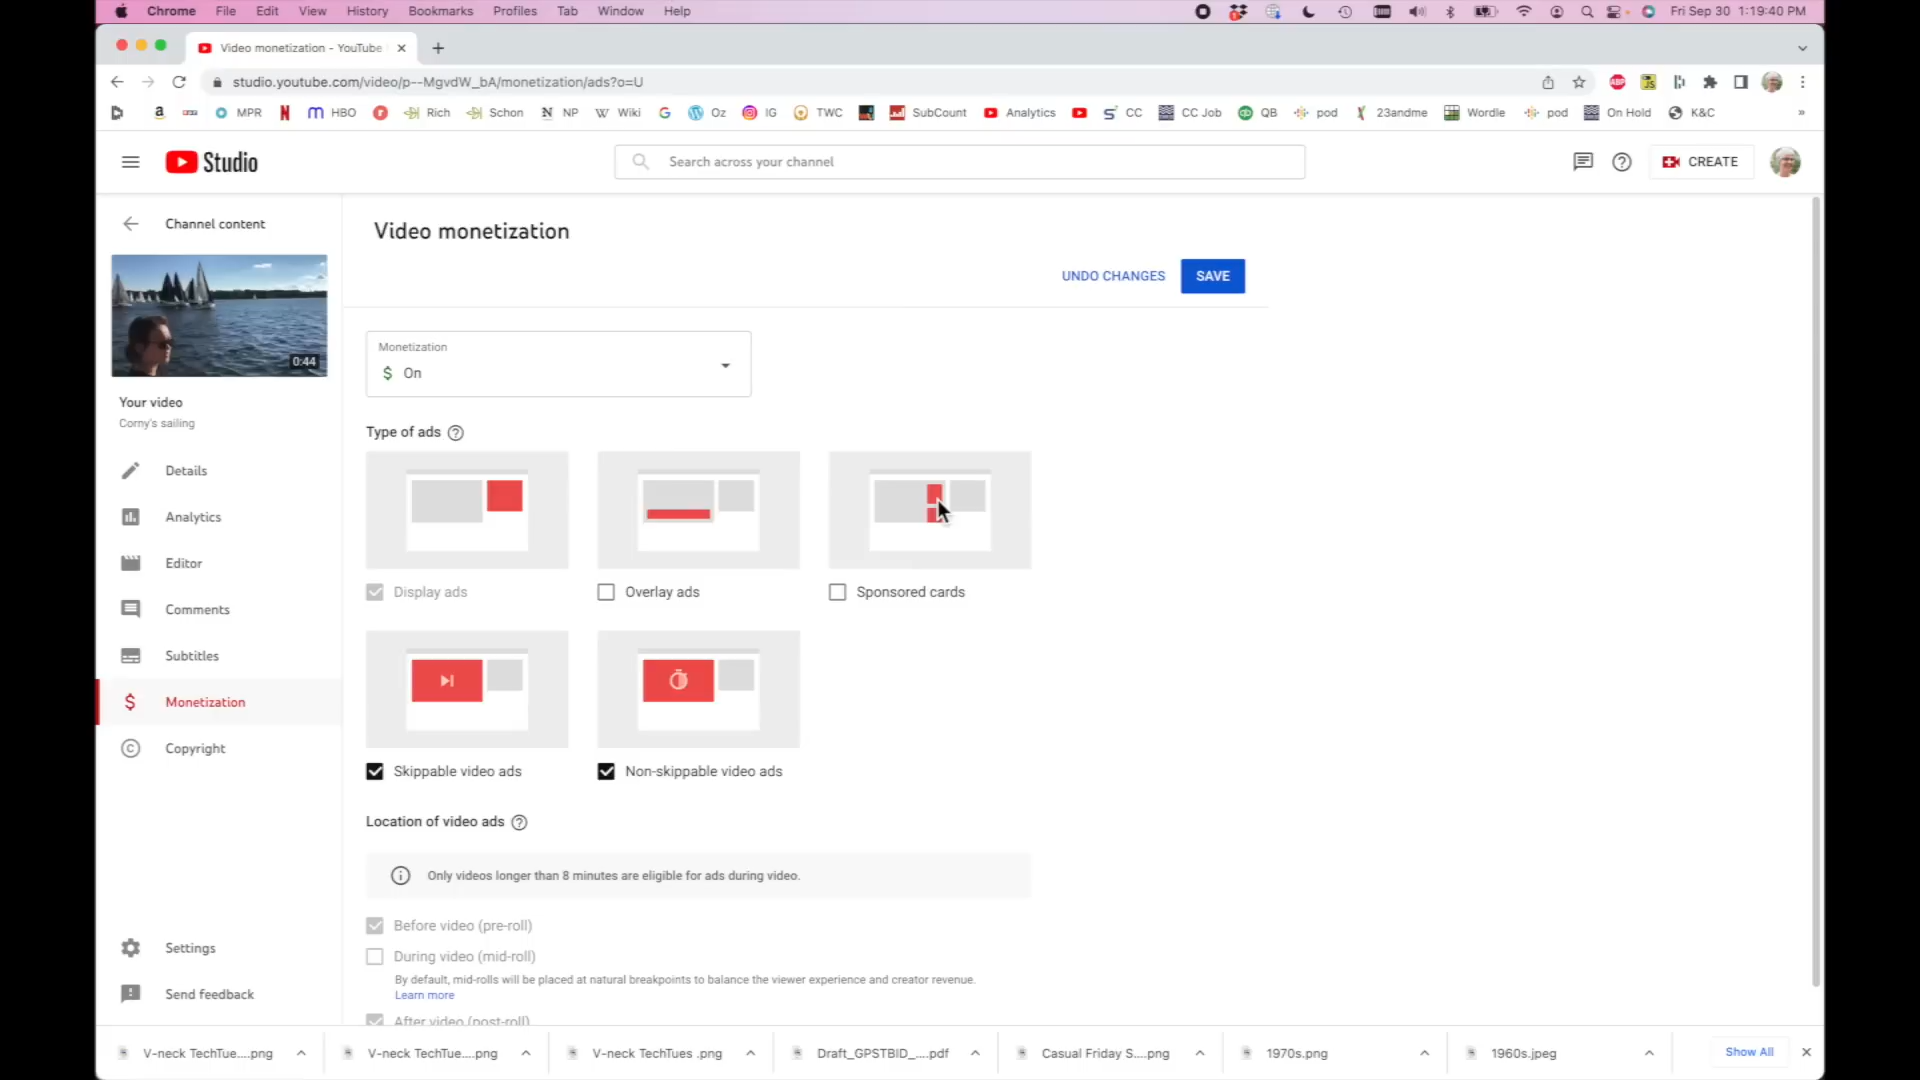 Chrome File Edit View History Bookmarks Profiles Tab Window Help Fri Sep 30 1:19:40 PM
Video monetization - YouTube
studio.youtube.com/video/p--MgvdW_bA/monetization/ads?o=U
a MPR N HBO Rich Schon NP Wiki G Oz IG TWC SubCount Analytics CC CC Job QB pod 23andme Wordle pod On Hold K&C »
Studio Search across your channel CREATE
Channel content
Video monetization
UNDO CHANGES SAVE
0:44
Your video
Corny's sailing
Details
Analytics
Editor
Comments
Subtitles
Monetization
Copyright
Settings
Send feedback
Monetization
$ On
Type of ads
Display ads Overlay ads Sponsored cards
Skippable video ads Non-skippable video ads
Location of video ads
Only videos longer than 8 minutes are eligible for ads during video.
Before video (pre-roll)
During video (mid-roll)
By default, mid-rolls will be placed at natural breakpoints to balance the viewer experience and creator revenue.
Learn more
After video (post-roll)
V-neck TechTue....png V-neck TechTue....png V-neck TechTues .png Draft_GPSTBID_....pdf Casual Friday S....png 1970s.png 1960s.jpeg Show All